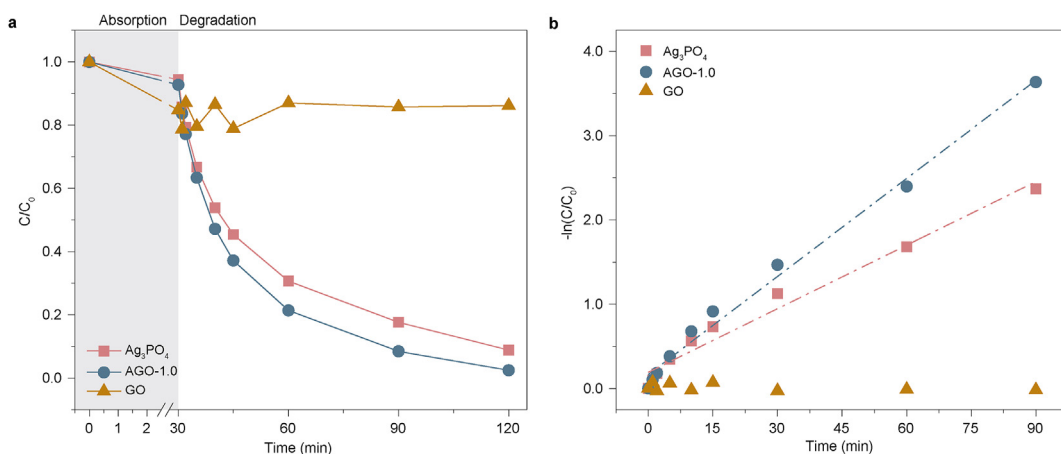 Absorption Degradation
a
1.0
0.8
0.6
0.4
0.2
0.0
C/C₀
Ag₃PO₄
AGO-1.0
GO
0 1 2 30 60 90 120
Time (min)
b
4.0
3.0
2.0
1.0
0.0
-ln(C/C₀)
Ag₃PO₄
AGO-1.0
GO
0 15 30 45 60 75 90
Time (min)